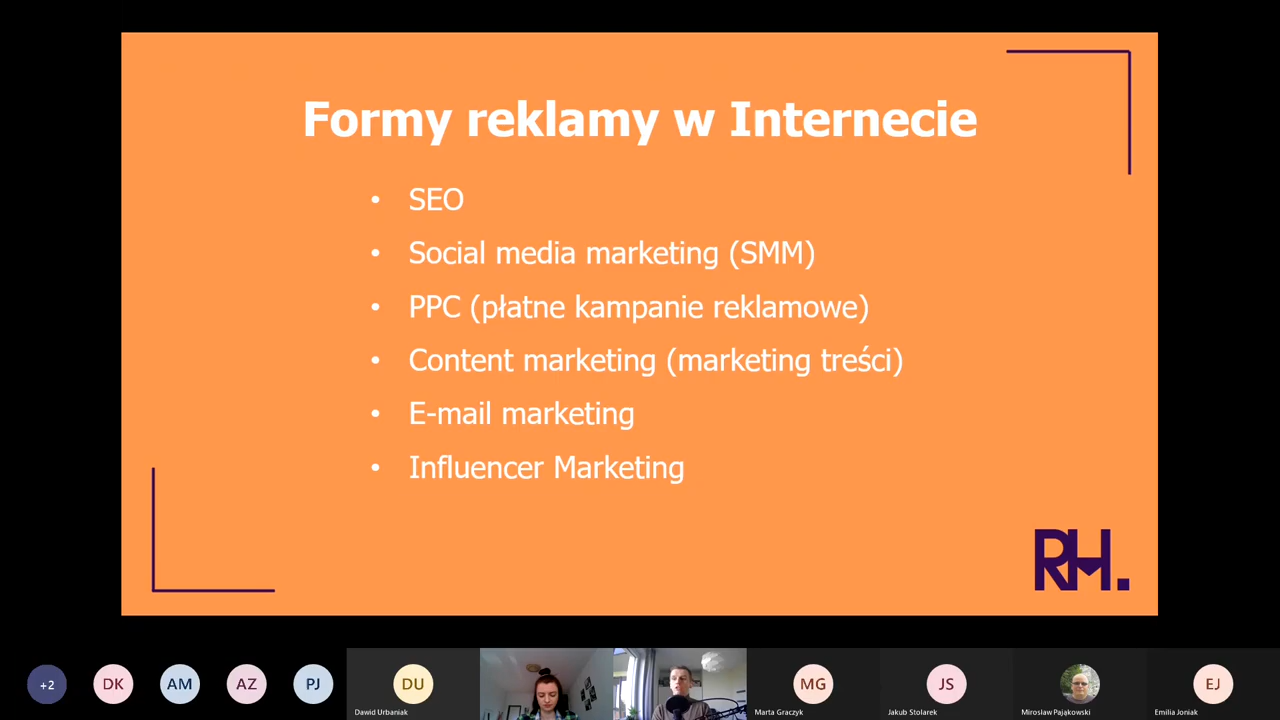 Formy reklamy w Internecie
• SEO
• Social media marketing (SMM)
• PPC (płatne kampanie reklamowe)
• Content marketing (marketing treści)
• E-mail marketing
• Influencer Marketing
RH.
+2
DK
AM
AZ
PJ
DU
Dawid Urbaniak
MG
Marta Graczyk
JS
Jakub Stolarek
Mirosław Pająkowski
EJ
Emilia Joniak